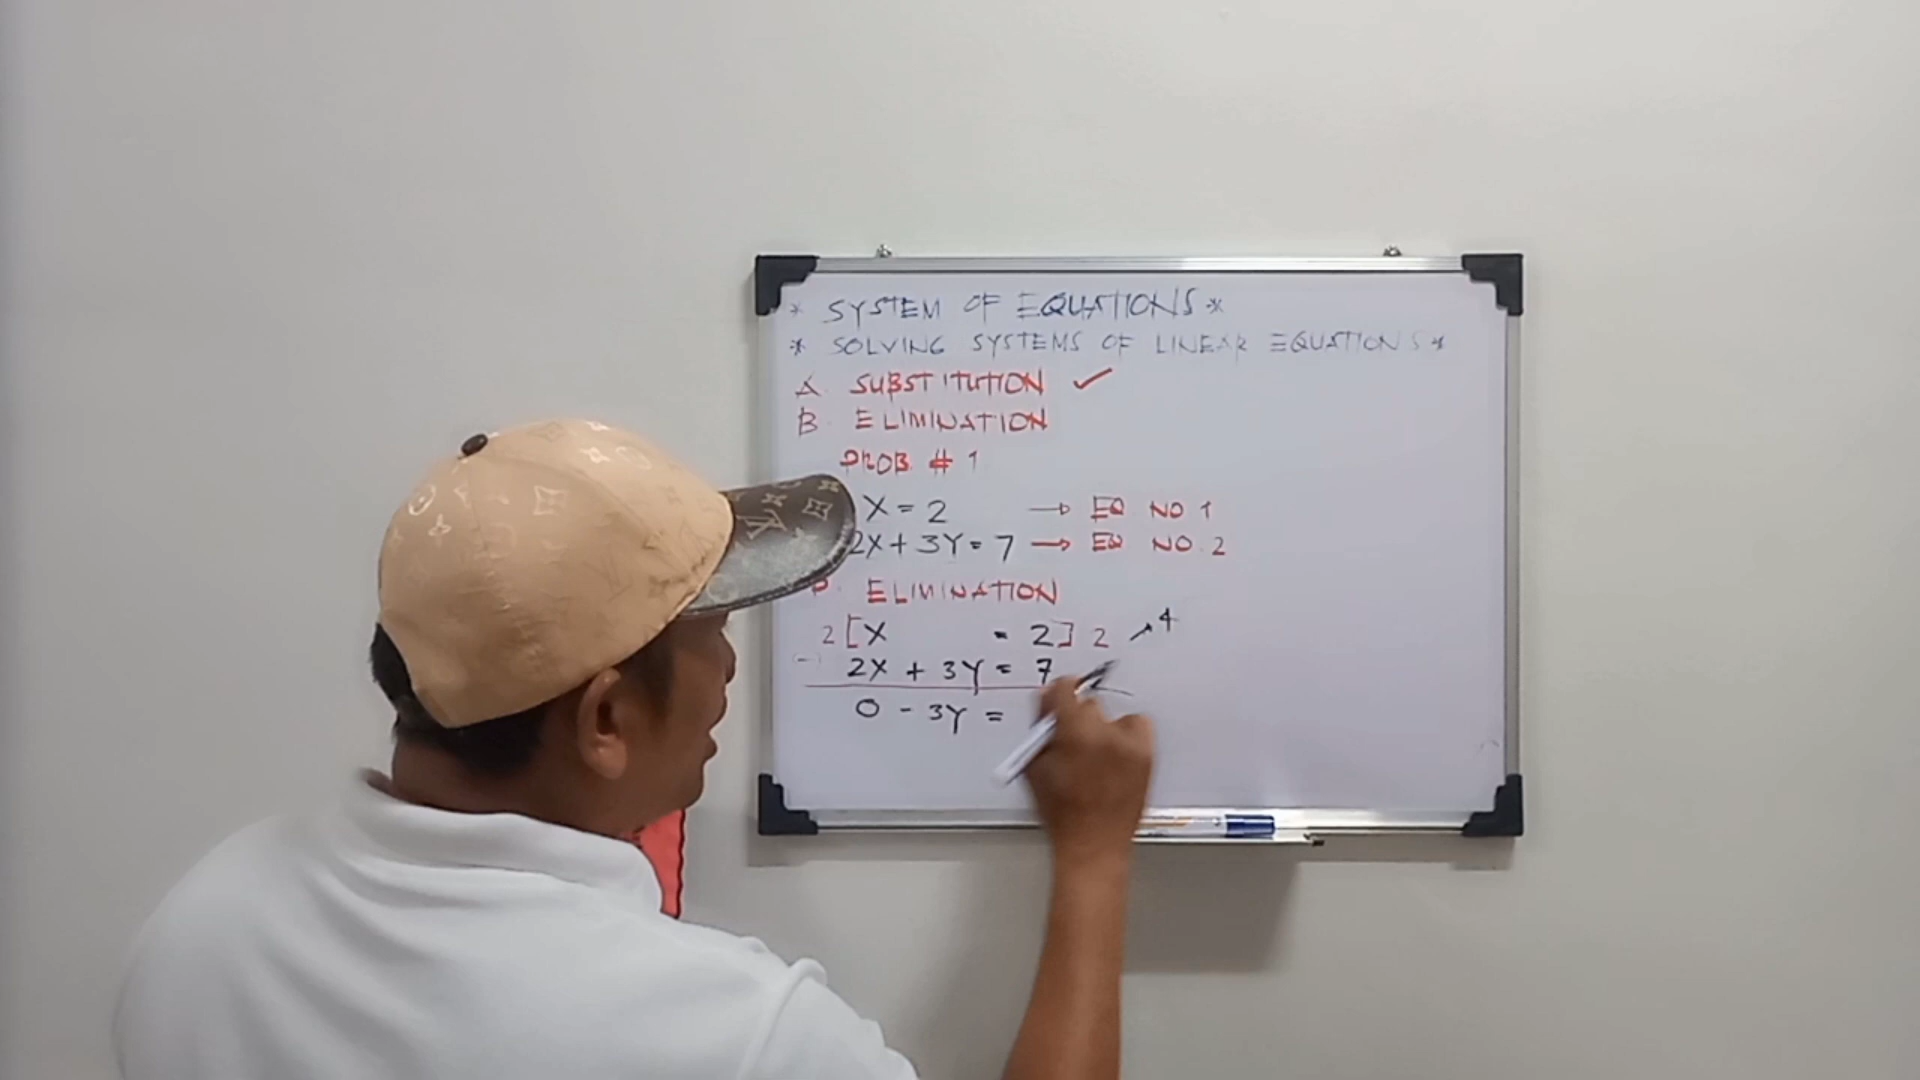 * SYSTEM OF EQUATIONS *
* SOLVING SYSTEMS OF LINEAR EQUATIONS *
A. SUBSTITUTION ✓
B. ELIMINATION
PROB. # 1
X = 2 → EQ NO 1
2X + 3Y = 7 → EQ NO. 2
ELIMINATION
2 [X = 2] 2 ↗ 4
(-) 2X + 3Y = 7
0 - 3Y =